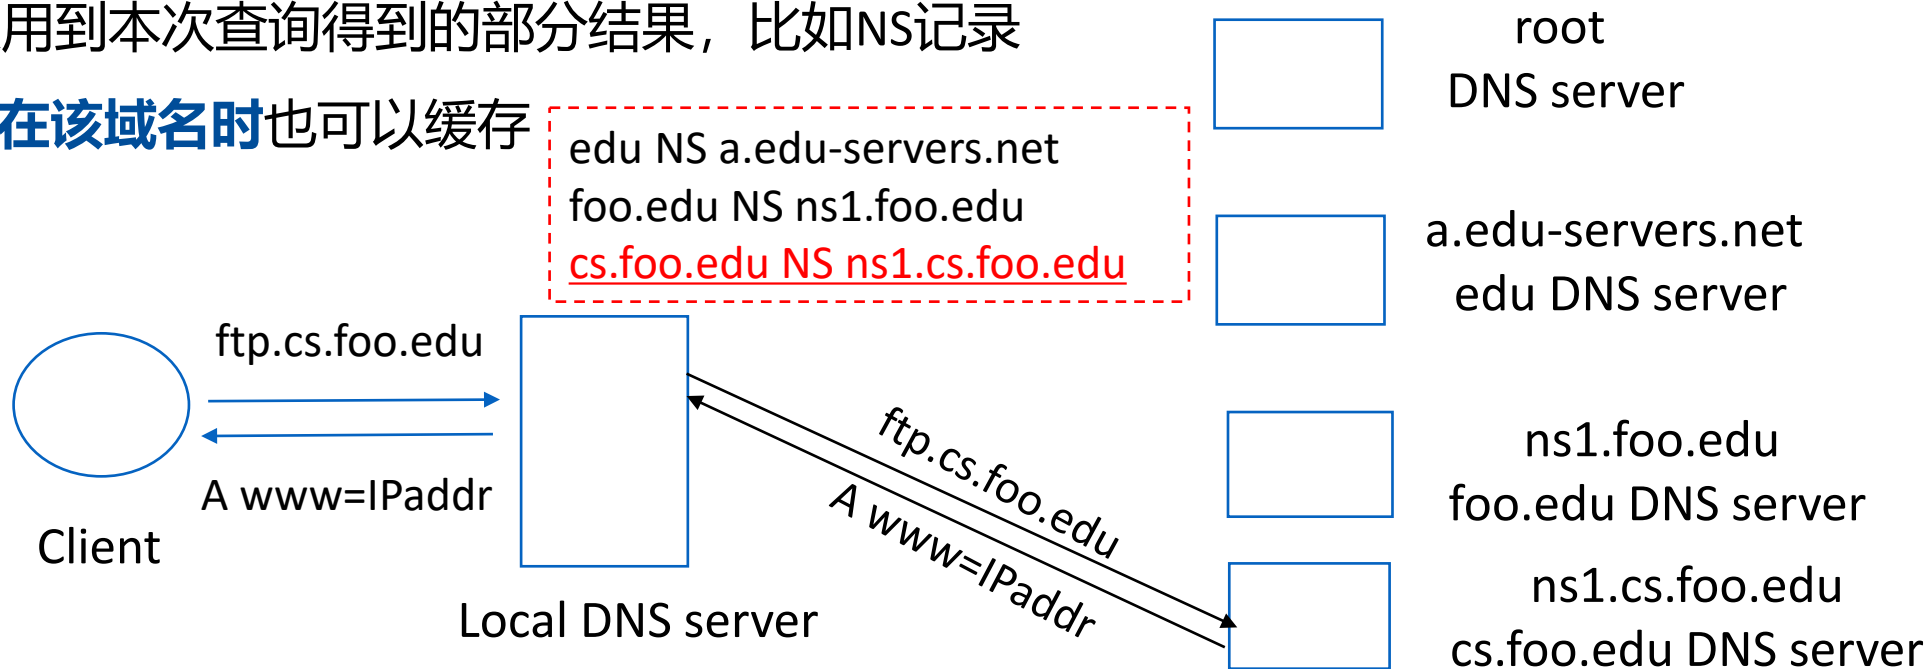 用到本次查询得到的部分结果，比如NS记录
在该域名时也可以缓存
edu NS a.edu-servers.net
foo.edu NS ns1.foo.edu
cs.foo.edu NS ns1.cs.foo.edu
root
DNS server
a.edu-servers.net
edu DNS server
ftp.cs.foo.edu
A www=IPaddr
Client
Local DNS server
ftp.cs.foo.edu
A www=IPaddr
ns1.foo.edu
foo.edu DNS server
ns1.cs.foo.edu
cs.foo.edu DNS server